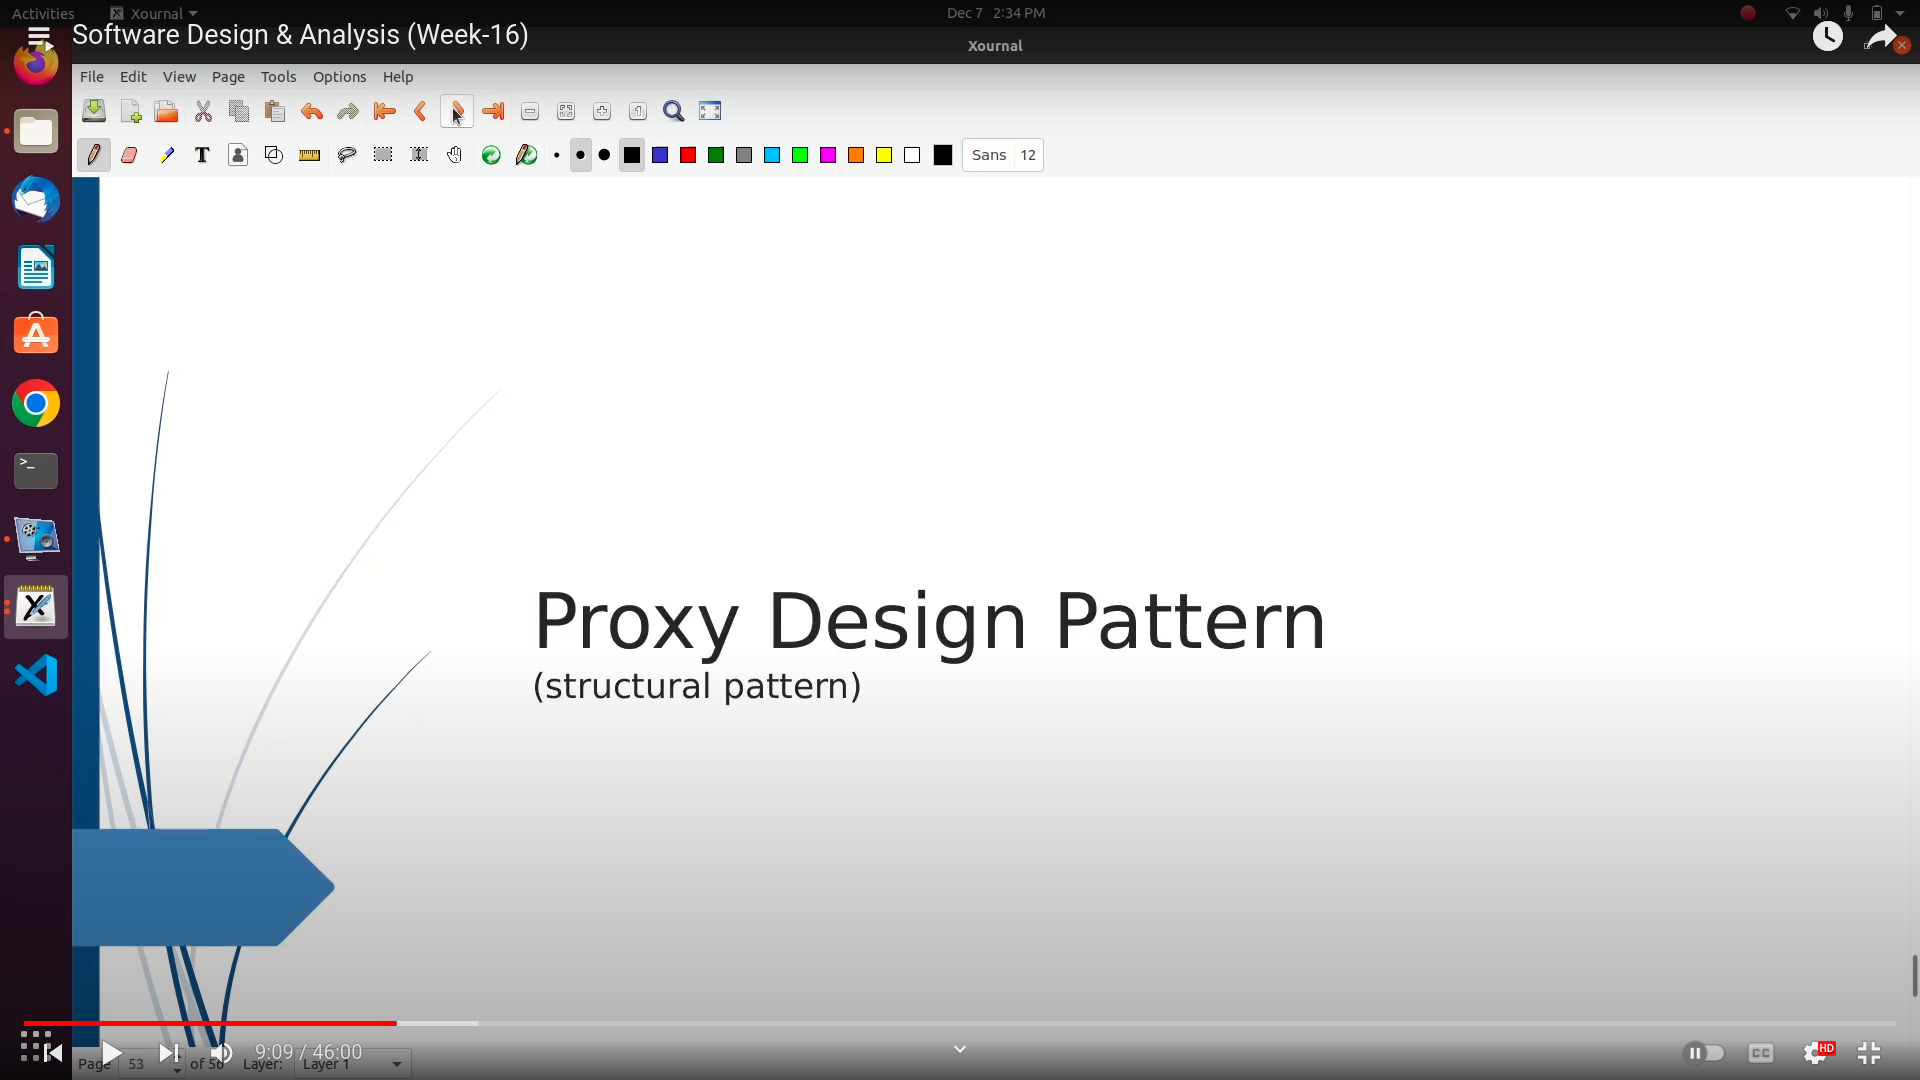 Activities Xournal Dec 7 2:34 PM
Software Design & Analysis (Week-16)
Xournal
File Edit View Page Tools Options Help
Sans 12
Proxy Design Pattern
(structural pattern)
9:09 / 46:00
CC HD
Page 53 of 56 Layer: Layer 1